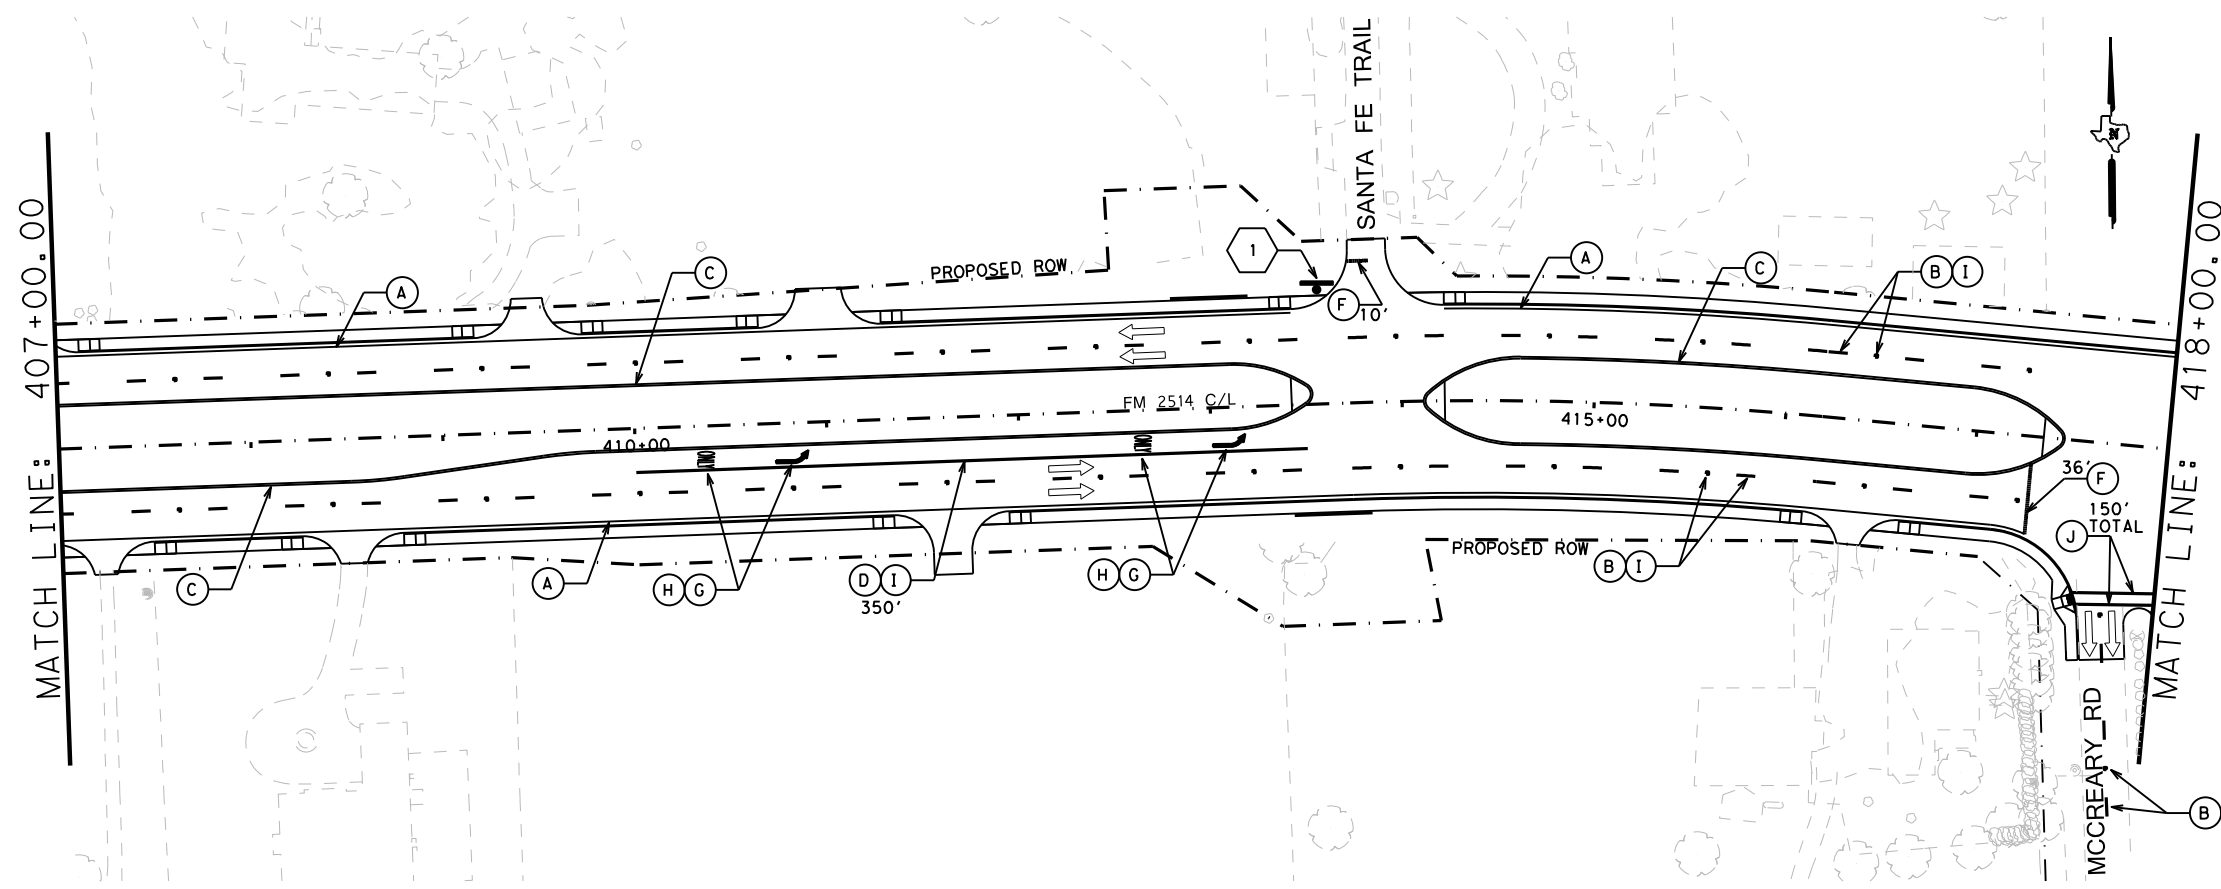 SANTA FE TRAIL
MATCH LINE: 407+00.00
MATCH LINE: 418+00.00
1
A
C
PROPOSED ROW
F
10'
A
C
B I
FM 2514 C/L
415+00
410+00
ONLY
ONLY
36'
F
150'
TOTAL
J
PROPOSED ROW
C
A
H G
D I
350'
H G
B I
MCCREARY RD
B